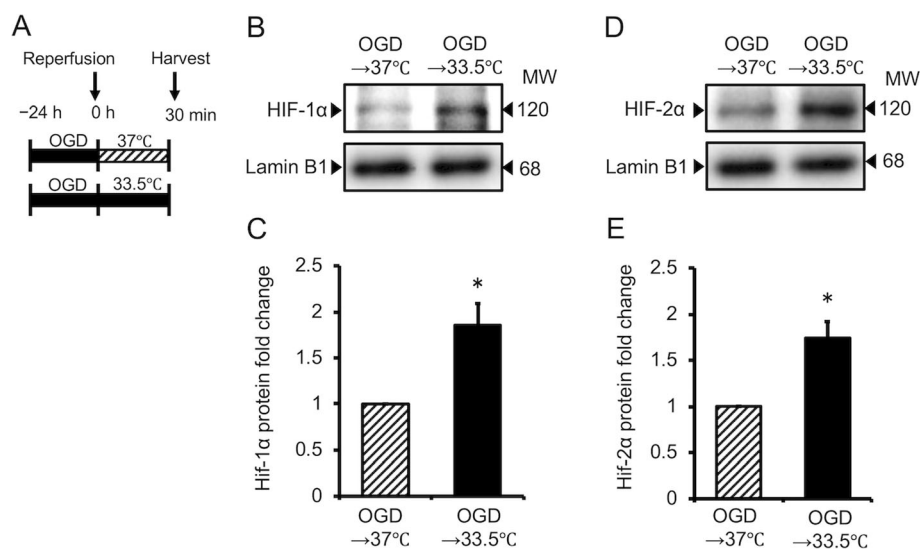 A
Reperfusion Harvest
−24 h 0 h 30 min
OGD 37℃
OGD 33.5℃
B
OGD OGD
→37℃ →33.5℃
MW
HIF-1α 120
Lamin B1 68
C
Hif-1α protein fold change
2.5
2
1.5
1
0.5
0
*
OGD OGD
→37℃ →33.5℃
D
OGD OGD
→37℃ →33.5℃
MW
HIF-2α 120
Lamin B1 68
E
Hif-2α protein fold change
2.5
2
1.5
1
0.5
0
*
OGD OGD
→37℃ →33.5℃